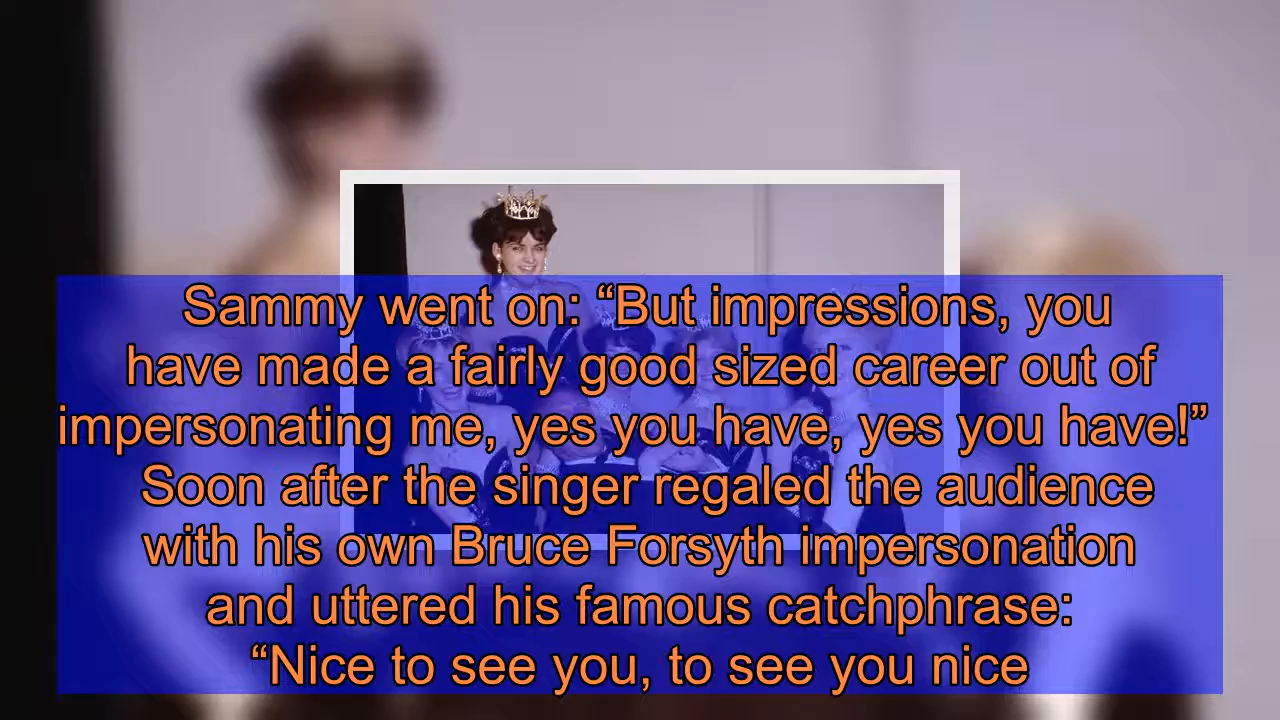 Sammy went on: “But impressions, you
have made a fairly good sized career out of
impersonating me, yes you have, yes you have!”
Soon after the singer regaled the audience
with his own Bruce Forsyth impersonation
and uttered his famous catchphrase:
“Nice to see you, to see you nice